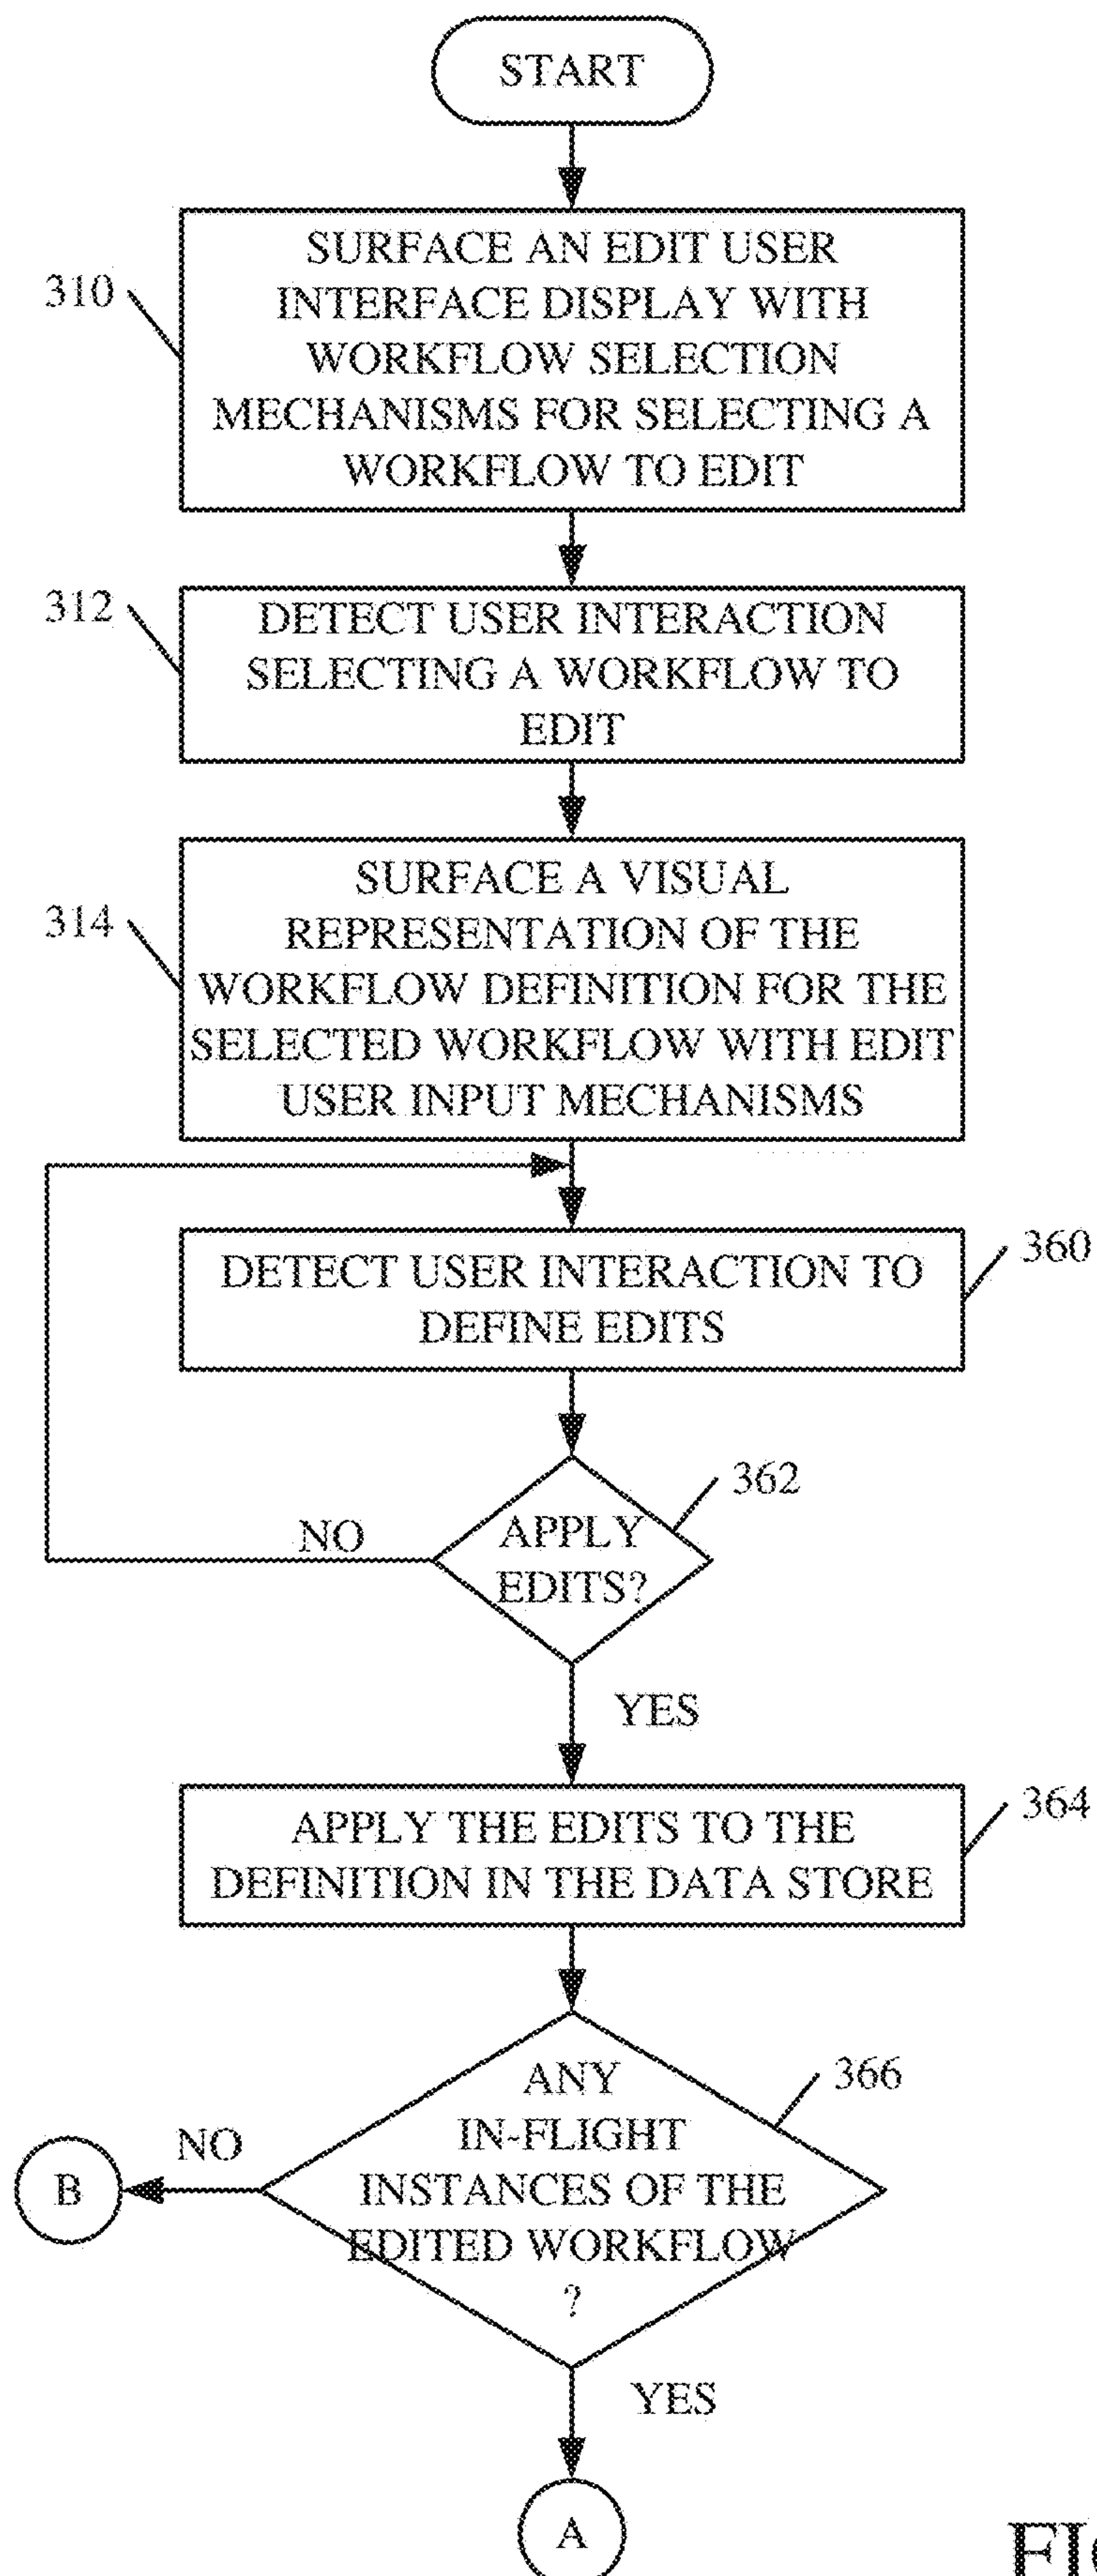 START
310
SURFACE AN EDIT USER
INTERFACE DISPLAY WITH
WORKFLOW SELECTION
MECHANISMS FOR SELECTING A
WORKFLOW TO EDIT
312
DETECT USER INTERACTION
SELECTING A WORKFLOW TO
EDIT
314
SURFACE A VISUAL
REPRESENTATION OF THE
WORKFLOW DEFINITION FOR THE
SELECTED WORKFLOW WITH EDIT
USER INPUT MECHANISMS
360
DETECT USER INTERACTION TO
DEFINE EDITS
362
APPLY
EDITS?
NO
YES
364
APPLY THE EDITS TO THE
DEFINITION IN THE DATA STORE
366
ANY
IN-FLIGHT
INSTANCES OF THE
EDITED WORKFLOW
?
NO
B
YES
A